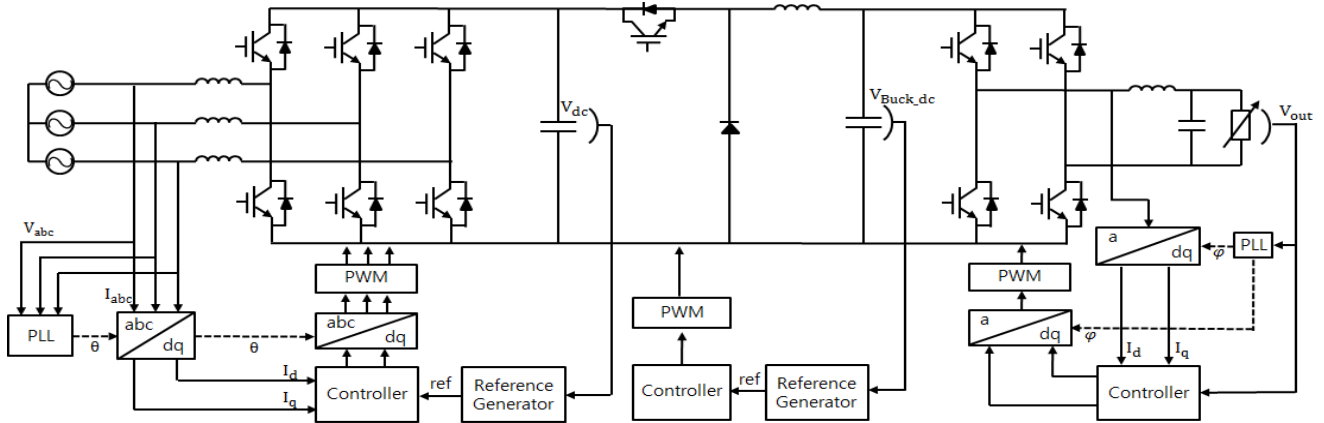 V_dc
V_Buck_dc
V_out
V_abc
I_abc
PLL
θ
abc
dq
θ
PWM
abc
dq
I_d
I_q
Controller
ref
Reference
Generator
PWM
Controller
ref
Reference
Generator
a
dq
φ
PLL
PWM
a
dq
φ
I_d
I_q
Controller